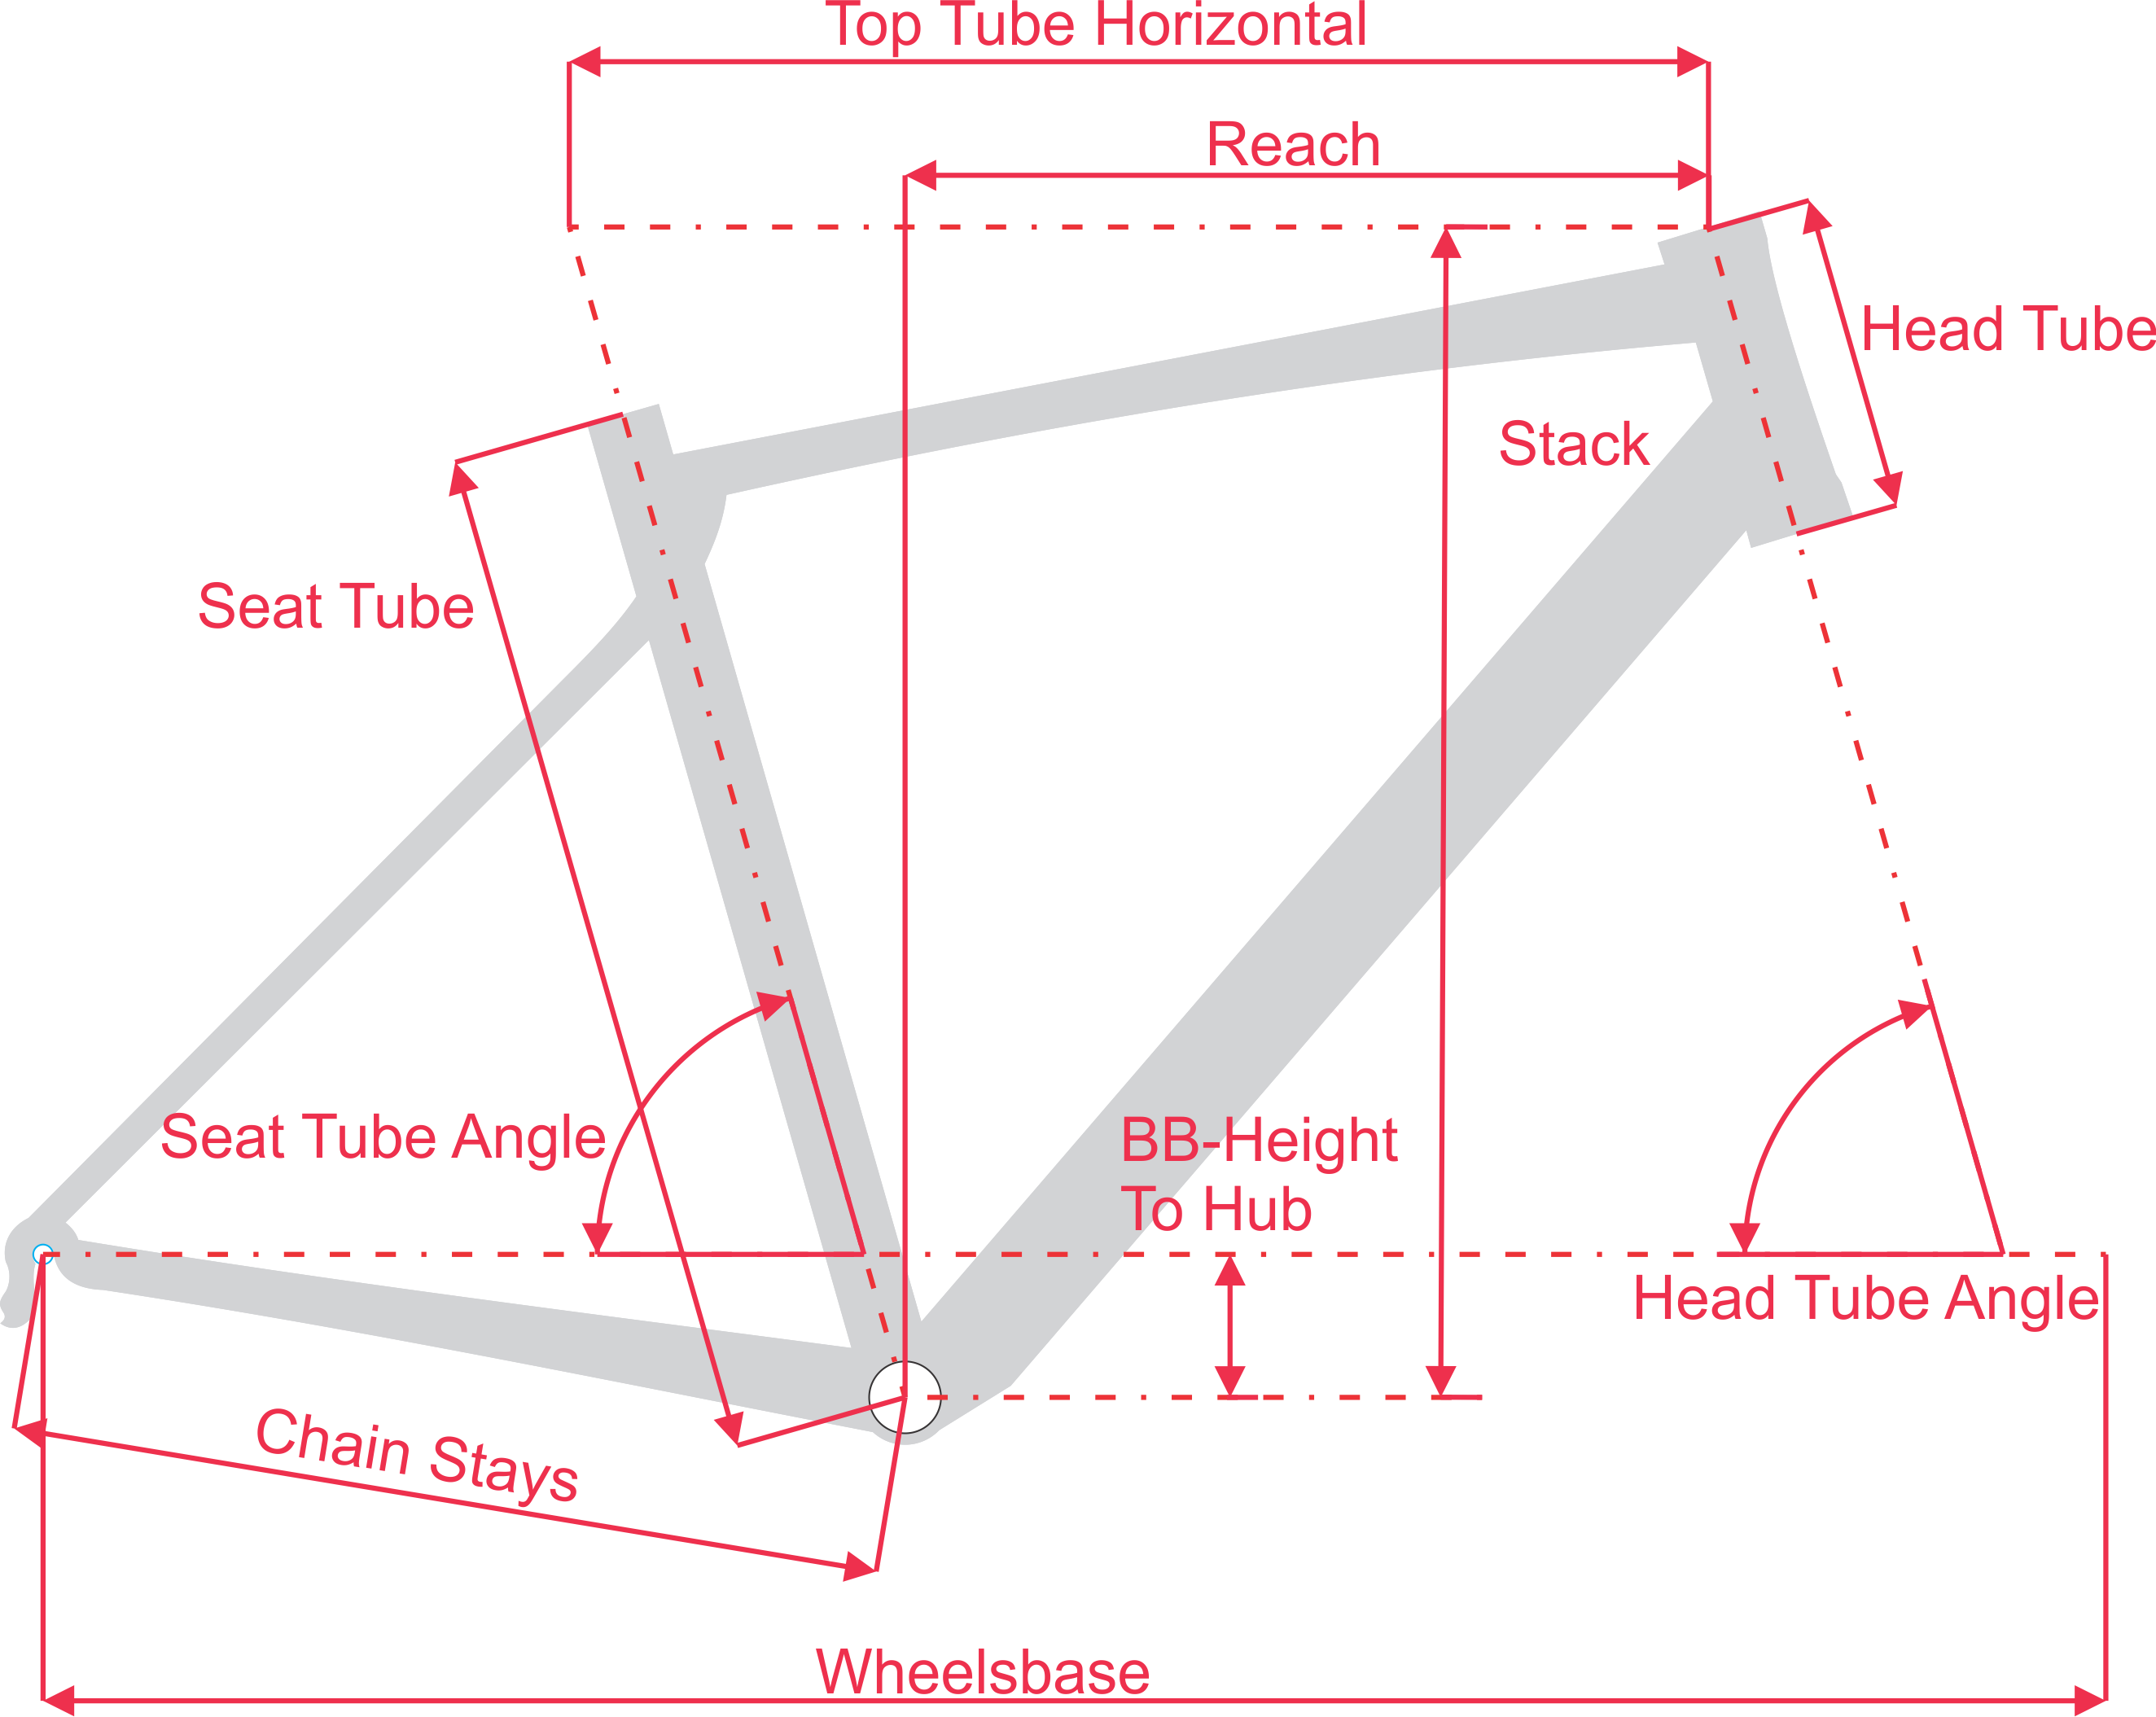 Top Tube Horizontal
Reach
Head Tube
Stack
Seat Tube
Seat Tube Angle
BB-Height
To Hub
Head Tube Angle
Chain Stays
Wheelsbase